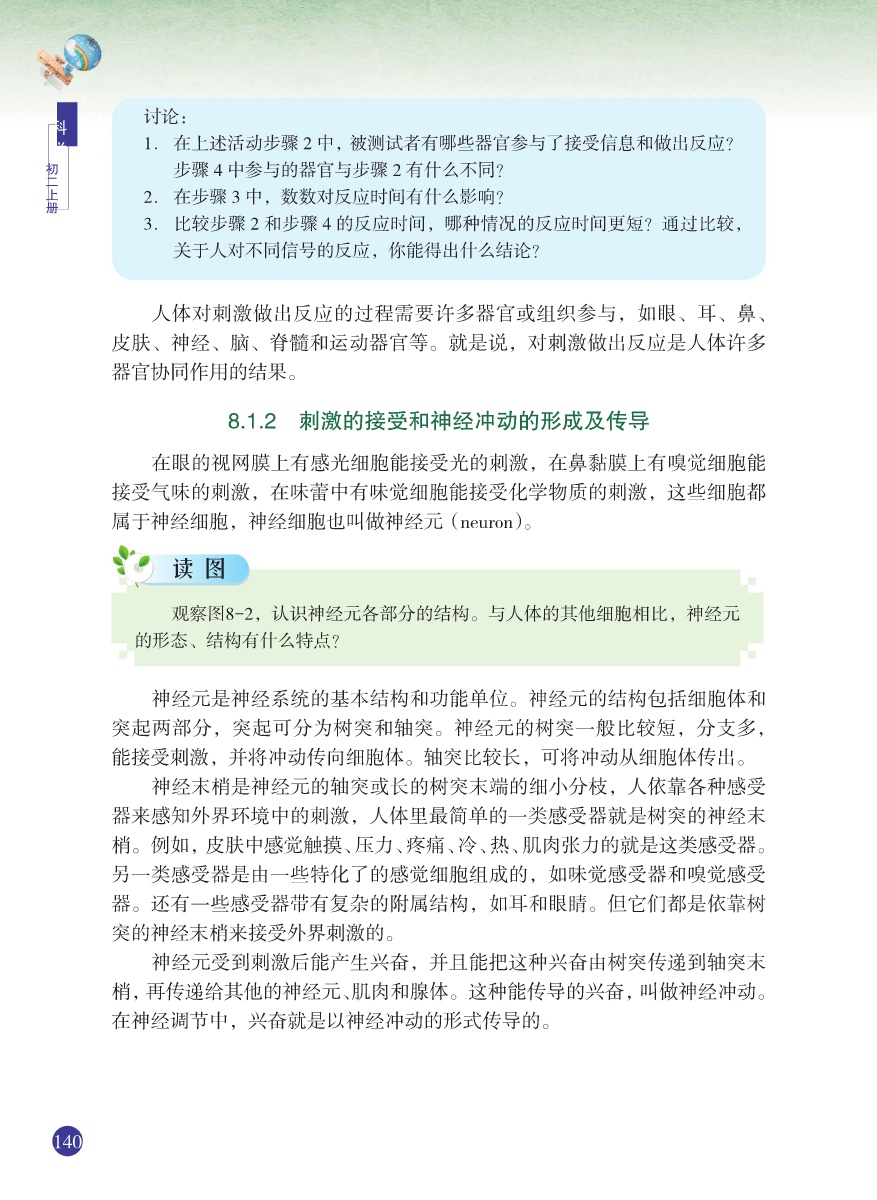 科
初二上册
讨论：
1. 在上述活动步骤 2 中，被测试者有哪些器官参与了接受信息和做出反应？
步骤 4 中参与的器官与步骤 2 有什么不同？
2. 在步骤 3 中，数数对反应时间有什么影响？
3. 比较步骤 2 和步骤 4 的反应时间，哪种情况的反应时间更短？通过比较，
关于人对不同信号的反应，你能得出什么结论？
人体对刺激做出反应的过程需要许多器官或组织参与，如眼、耳、鼻、
皮肤、神经、脑、脊髓和运动器官等。就是说，对刺激做出反应是人体许多
器官协同作用的结果。
8.1.2 刺激的接受和神经冲动的形成及传导
在眼的视网膜上有感光细胞能接受光的刺激，在鼻黏膜上有嗅觉细胞能
接受气味的刺激，在味蕾中有味觉细胞能接受化学物质的刺激，这些细胞都
属于神经细胞，神经细胞也叫做神经元（neuron）。
读 图
观察图8-2，认识神经元各部分的结构。与人体的其他细胞相比，神经元
的形态、结构有什么特点？
神经元是神经系统的基本结构和功能单位。神经元的结构包括细胞体和
突起两部分，突起可分为树突和轴突。神经元的树突一般比较短，分支多，
能接受刺激，并将冲动传向细胞体。轴突比较长，可将冲动从细胞体传出。
神经末梢是神经元的轴突或长的树突末端的细小分枝，人依靠各种感受
器来感知外界环境中的刺激，人体里最简单的一类感受器就是树突的神经末
梢。例如，皮肤中感觉触摸、压力、疼痛、冷、热、肌肉张力的就是这类感受器。
另一类感受器是由一些特化了的感觉细胞组成的，如味觉感受器和嗅觉感受
器。还有一些感受器带有复杂的附属结构，如耳和眼睛。但它们都是依靠树
突的神经末梢来接受外界刺激的。
神经元受到刺激后能产生兴奋，并且能把这种兴奋由树突传递到轴突末
梢，再传递给其他的神经元、肌肉和腺体。这种能传导的兴奋，叫做神经冲动。
在神经调节中，兴奋就是以神经冲动的形式传导的。
140